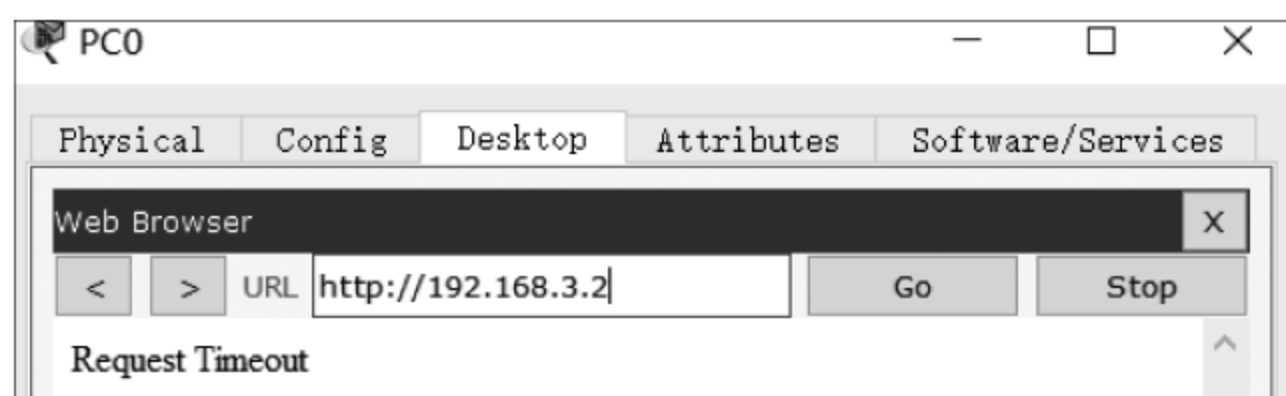 PC0
Physical Config Desktop Attributes Software/Services
Web Browser X
< > URL http://192.168.3.2 Go Stop
Request Timeout